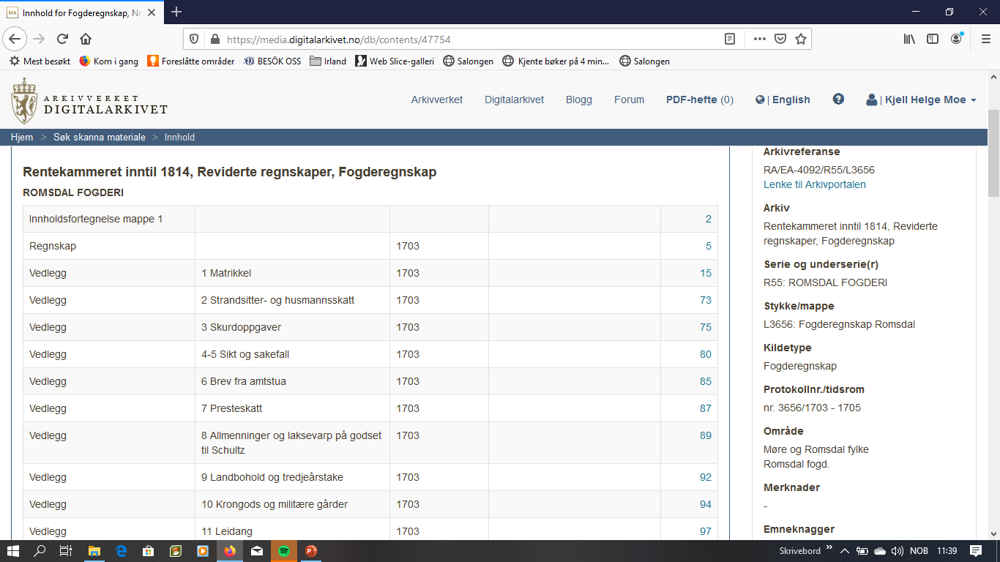 Innhold for Fogderegnskap, Nr.
https://media.digitalarkivet.no/db/contents/47754
Mest besøkt Kom i gang Foreslåtte områder BESÖK OSS Irland Web Slice-galleri Salongen Kjente bøker på 4 min... Salongen
ARKIVVERKET
DIGITALARKIVET
Arkivverket Digitalarkivet Blogg Forum PDF-hefte (0) | English | Kjell Helge Moe
Hjem > Søk skanna materiale > Innhold
Rentekammeret inntil 1814, Reviderte regnskaper, Fogderegnskap
ROMSDAL FOGDERI
Innholdsfortegnelse mappe 1 2
Regnskap 1703 5
Vedlegg 1 Matrikkel 1703 15
Vedlegg 2 Strandsitter- og husmannsskatt 1703 73
Vedlegg 3 Skurdoppgaver 1703 75
Vedlegg 4-5 Sikt og sakefall 1703 80
Vedlegg 6 Brev fra amtstua 1703 85
Vedlegg 7 Presteskatt 1703 87
Vedlegg 8 Allmenninger og laksevarp på godset 1703 89
til Schultz
Vedlegg 9 Landbohold og tredjeårstake 1703 92
Vedlegg 10 Krongods og militære gårder 1703 94
Vedlegg 11 Leidang 1703 97
Arkivreferanse
RA/EA-4092/R55/L3656
Lenke til Arkivportalen
Arkiv
Rentekammeret inntil 1814, Reviderte
regnskaper, Fogderegnskap
Serie og underserie(r)
R55: ROMSDAL FOGDERI
Stykke/mappe
L3656: Fogderegnskap Romsdal
Kildetype
Fogderegnskap
Protokollnr./tidsrom
nr. 3656/1703 - 1705
Område
Møre og Romsdal fylke
Romsdal fogd.
Merknader
-
Emneknagger
Skrivebord NOB 11:39